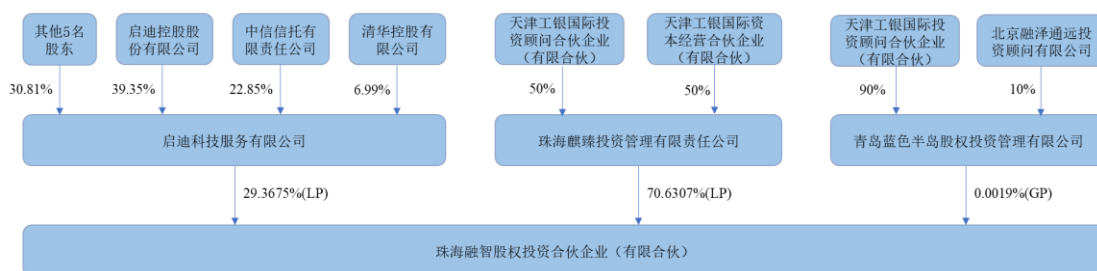 其他5名
股东
启迪控股股
份有限公司
中信信托有
限责任公司
清华控股有
限公司
天津工银国际投
资顾问合伙企业
（有限合伙）
天津工银国际资
本经营合伙企业
（有限合伙）
天津工银国际投
资顾问合伙企业
（有限合伙）
北京融泽通远投
资顾问有限公司
30.81%
39.35%
22.85%
6.99%
50%
50%
90%
10%
启迪科技服务有限公司
珠海麒臻投资管理有限责任公司
青岛蓝色半岛股权投资管理有限公司
29.3675%(LP)
70.6307%(LP)
0.0019%(GP)
珠海融智股权投资合伙企业（有限合伙）